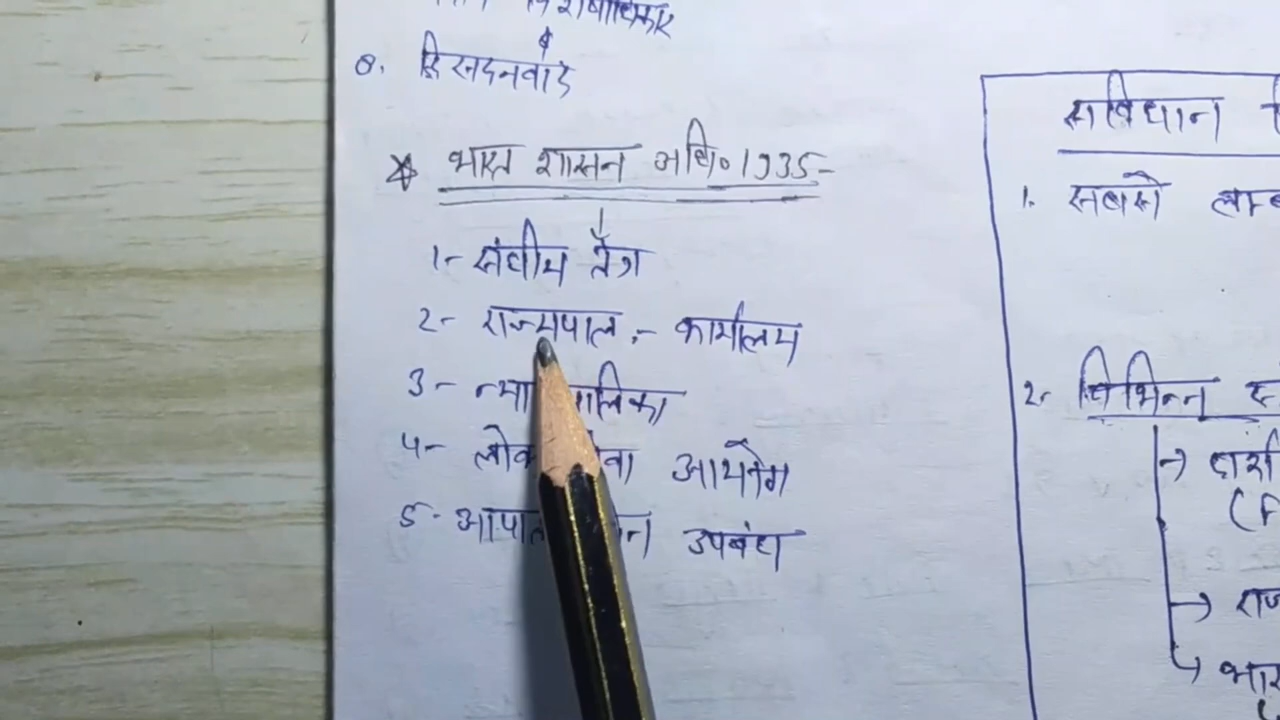 8. द्विसदनवाद
* भारत शासन अधि० 1935-
1- संघीय तंत्र
2- राज्यपाल :- कार्यालय
3- न्यायपालिका
4- लोक सेवा आयोग
5- आपातकालीन उपबंध
संविधान
1. सबसे
2- विभिन्न